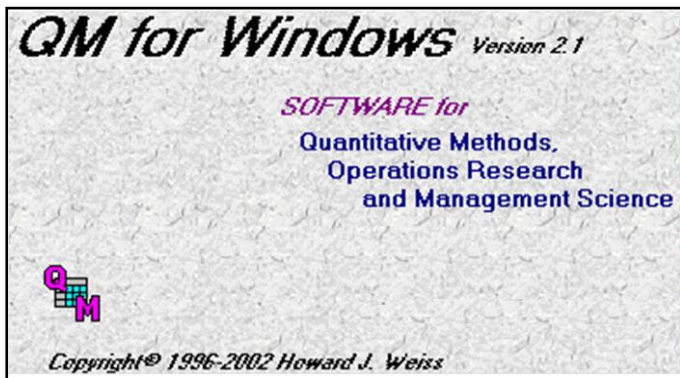 QM for Windows Version 2.1
SOFTWARE for
Quantitative Methods,
Operations Research
and Management Science
QM
Copyright© 1996-2002 Howard J. Weiss